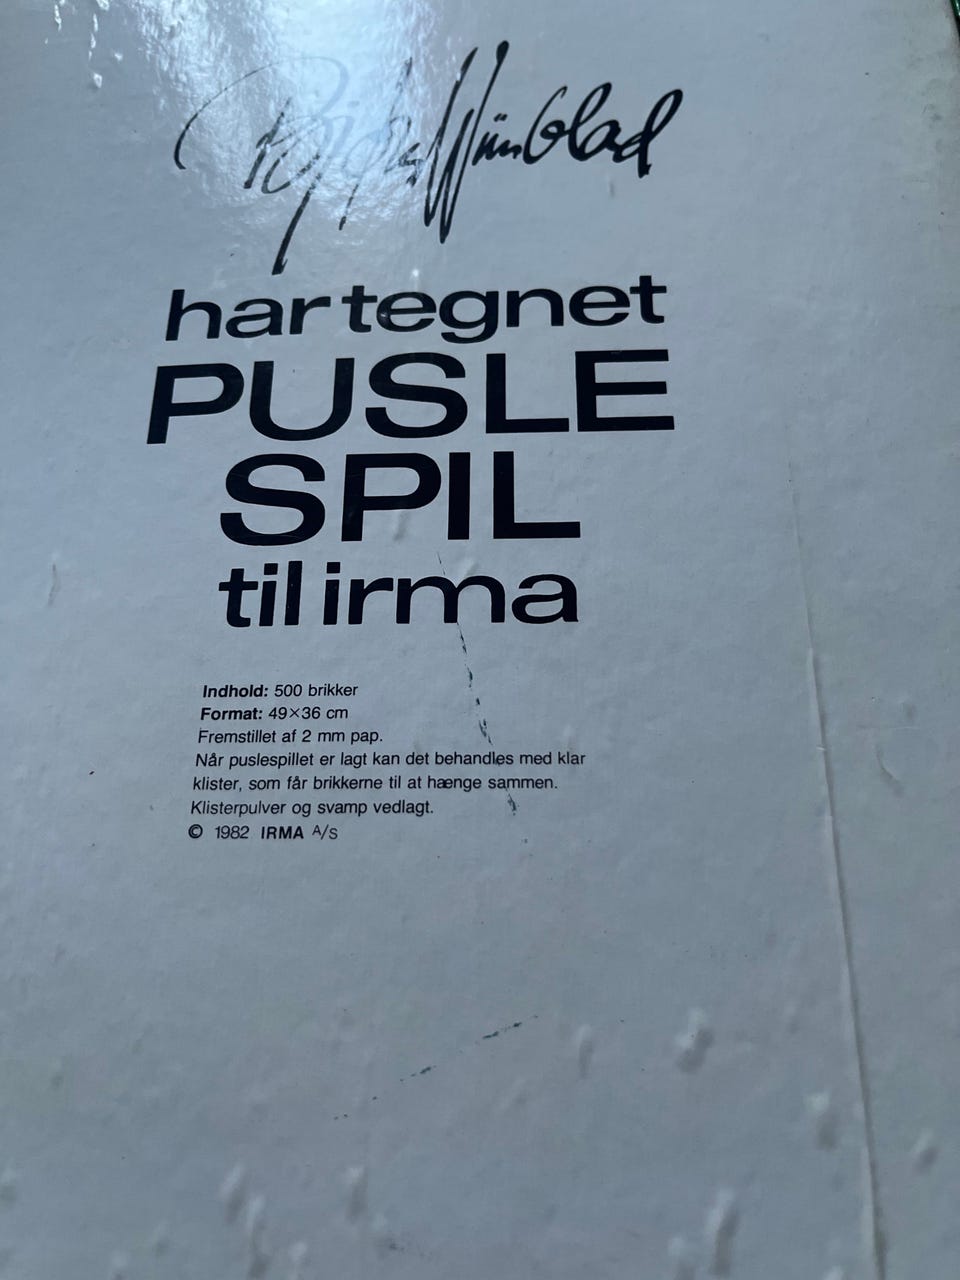 Bjørn Wiinblad
har tegnet
PUSLE
SPIL
til irma
Indhold: 500 brikker
Format: 49×36 cm
Fremstillet af 2 mm pap.
Når puslespillet er lagt kan det behandles med klar
klister, som får brikkerne til at hænge sammen.
Klisterpulver og svamp vedlagt.
© 1982 IRMA A/S